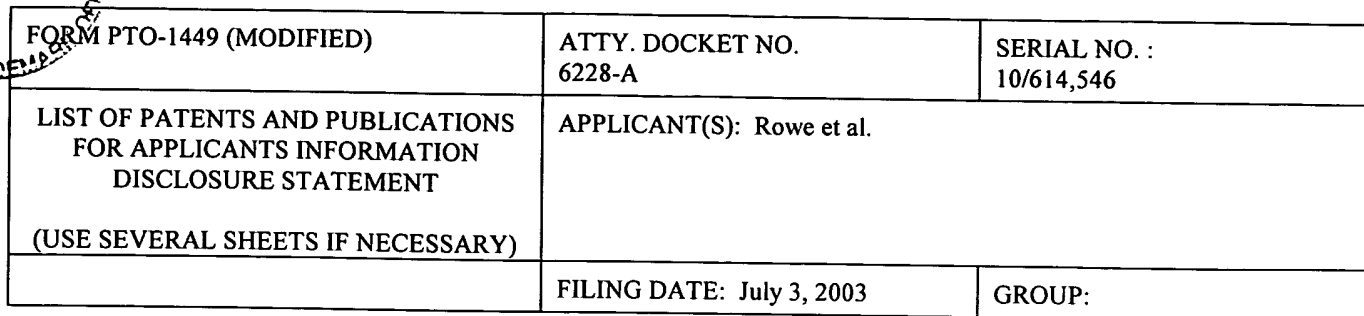 FORM PTO-1449 (MODIFIED)
ATTY. DOCKET NO.
6228-A
SERIAL NO. :
10/614,546
LIST OF PATENTS AND PUBLICATIONS
FOR APPLICANTS INFORMATION
DISCLOSURE STATEMENT
(USE SEVERAL SHEETS IF NECESSARY)
APPLICANT(S): Rowe et al.
FILING DATE: July 3, 2003
GROUP: